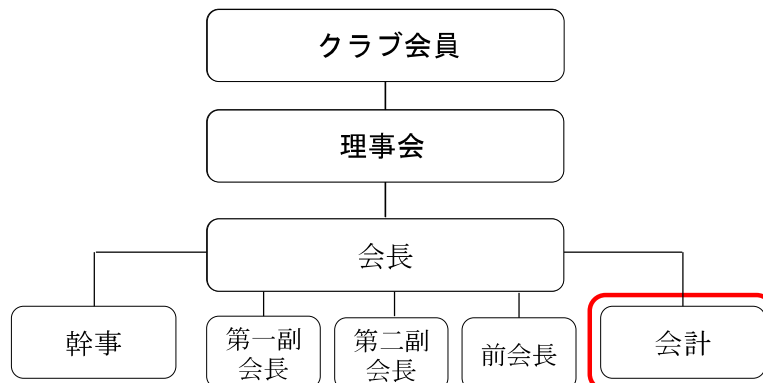 クラブ会員
理事会
会長
幹事
第一副
会長
第二副
会長
前会長
会計